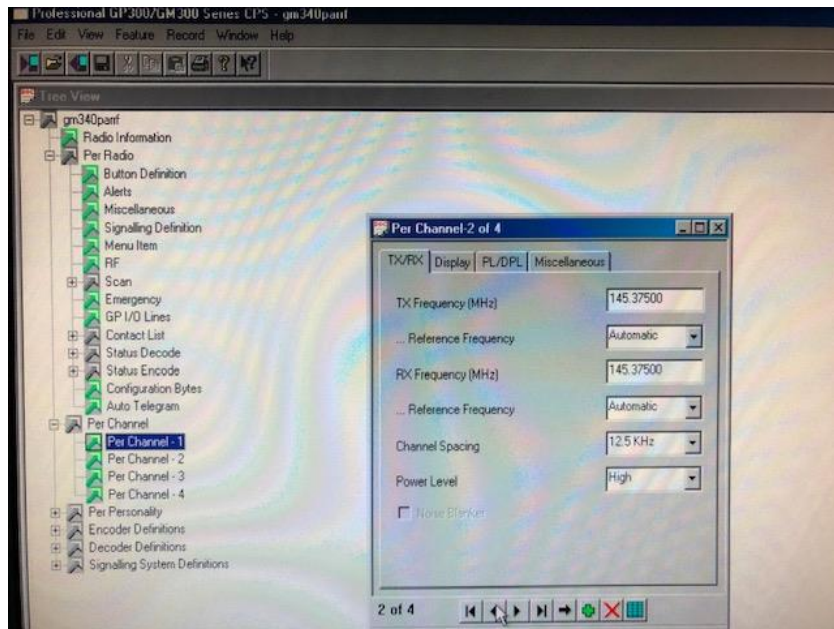 Professional GP300/GM300 Series CPS - gm340panf
File Edit View Feature Record Window Help
Tree View
gm340panf
Radio Information
Per Radio
Button Definition
Alerts
Miscellaneous
Signalling Definition
Menu Item
RF
Scan
Emergency
GP I/O Lines
Contact List
Status Decode
Status Encode
Configuration Bytes
Auto Telegram
Per Channel
Per Channel - 1
Per Channel - 2
Per Channel - 3
Per Channel - 4
Per Personality
Encoder Definitions
Decoder Definitions
Signalling System Definitions
Per Channel-2 of 4
TX/RX Display PL/DPL Miscellaneous
TX Frequency (MHz) 145.37500
... Reference Frequency Automatic
RX Frequency (MHz) 145.37500
... Reference Frequency Automatic
Channel Spacing 12.5 KHz
Power Level High
Noise Blanker
2 of 4